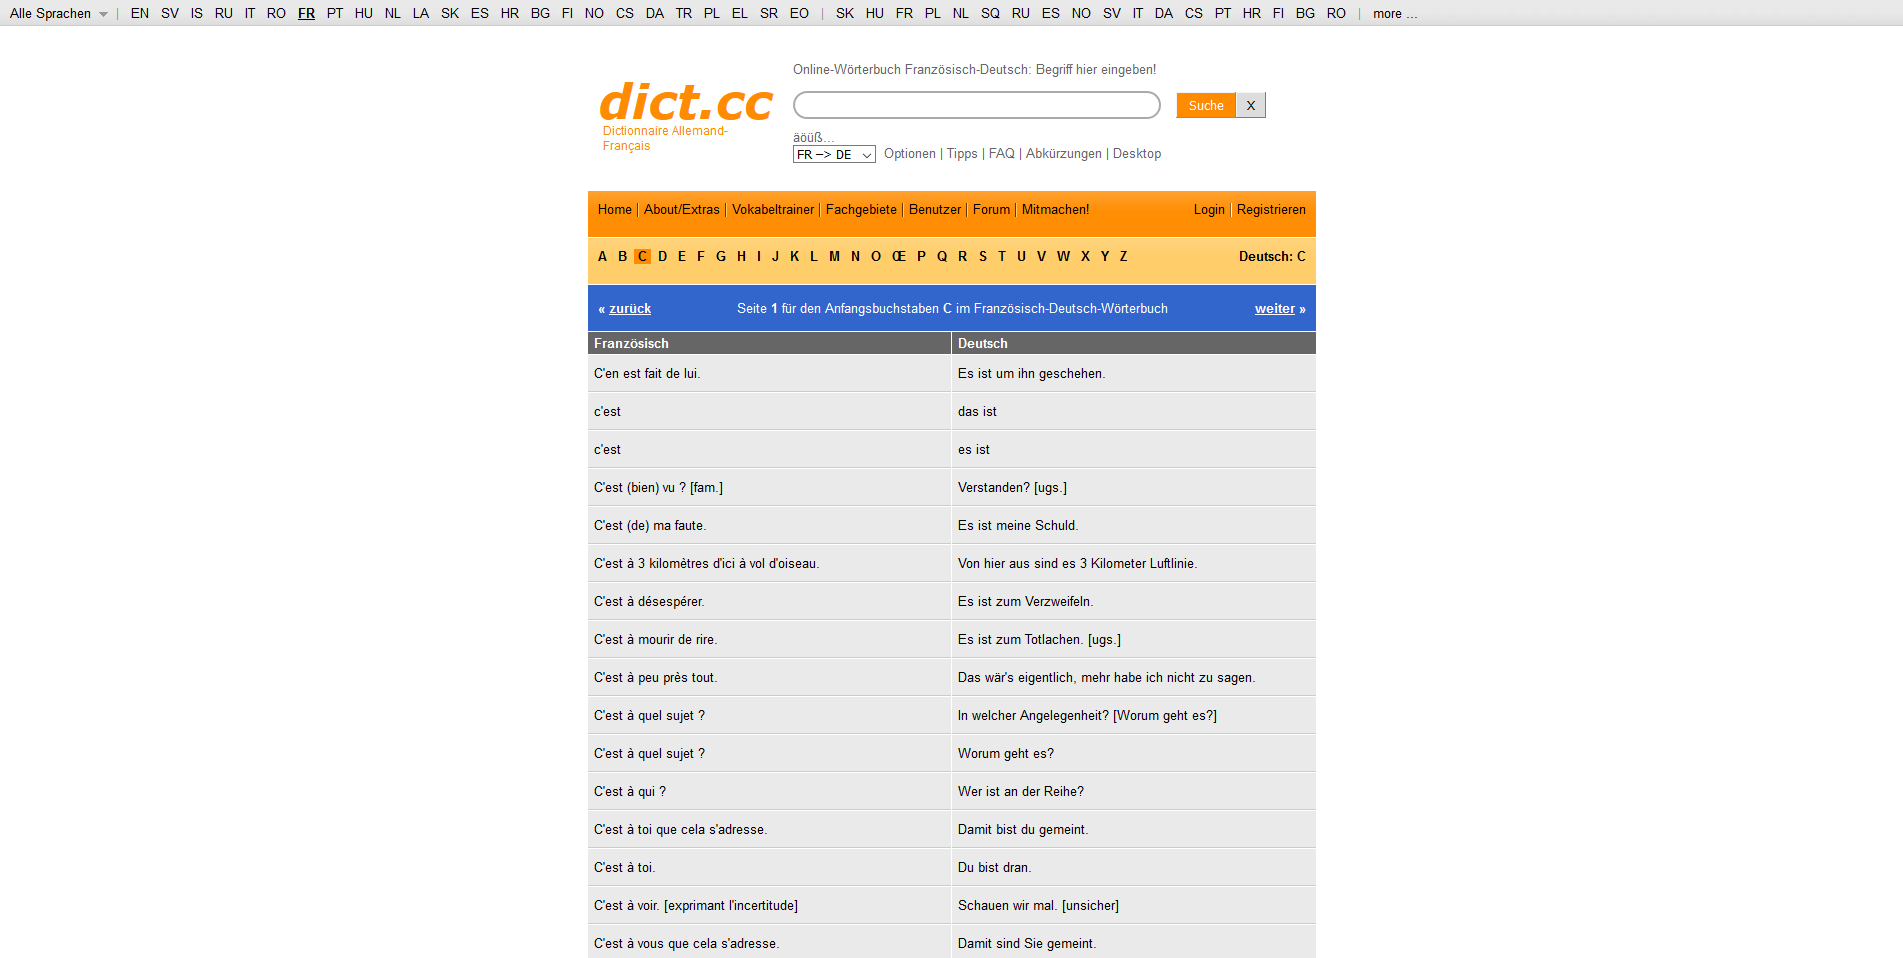 Alle Sprachen | EN SV IS RU IT RO FR PT HU NL LA SK ES HR BG FI NO CS DA TR PL EL SR EO | SK HU FR PL NL SQ RU ES NO SV IT DA CS PT HR FI BG RO | more ...
Online-Wörterbuch Französisch-Deutsch: Begriff hier eingeben!
dict.cc
Dictionnaire Allemand-
Français
Suche X
äöüß...
FR –> DE Optionen | Tipps | FAQ | Abkürzungen | Desktop
Home | About/Extras | Vokabeltrainer | Fachgebiete | Benutzer | Forum | Mitmachen! Login | Registrieren
A B C D E F G H I J K L M N O Œ P Q R S T U V W X Y Z Deutsch: C
« zurück Seite 1 für den Anfangsbuchstaben C im Französisch-Deutsch-Wörterbuch weiter »
Französisch Deutsch
C'en est fait de lui. Es ist um ihn geschehen.
c'est das ist
c'est es ist
C'est (bien) vu ? [fam.] Verstanden? [ugs.]
C'est (de) ma faute. Es ist meine Schuld.
C'est à 3 kilomètres d'ici à vol d'oiseau. Von hier aus sind es 3 Kilometer Luftlinie.
C'est à désespérer. Es ist zum Verzweifeln.
C'est à mourir de rire. Es ist zum Totlachen. [ugs.]
C'est à peu près tout. Das wär's eigentlich, mehr habe ich nicht zu sagen.
C'est à quel sujet ? In welcher Angelegenheit? [Worum geht es?]
C'est à quel sujet ? Worum geht es?
C'est à qui ? Wer ist an der Reihe?
C'est à toi que cela s'adresse. Damit bist du gemeint.
C'est à toi. Du bist dran.
C'est à voir. [exprimant l'incertitude] Schauen wir mal. [unsicher]
C'est à vous que cela s'adresse. Damit sind Sie gemeint.